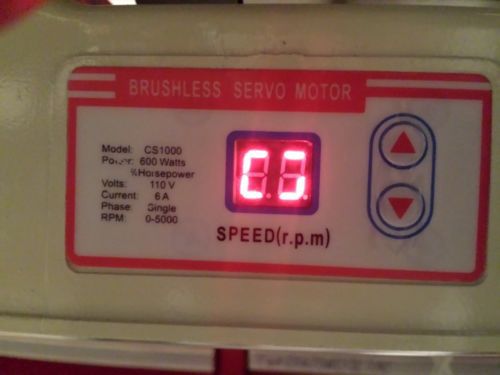 BRUSHLESS SERVO MOTOR
Model: CS1000
Power: 600 Watts
¾Horsepower
Volts: 110 V
Current: 6 A
Phase: Single
RPM: 0-5000
SPEED(r.p.m)